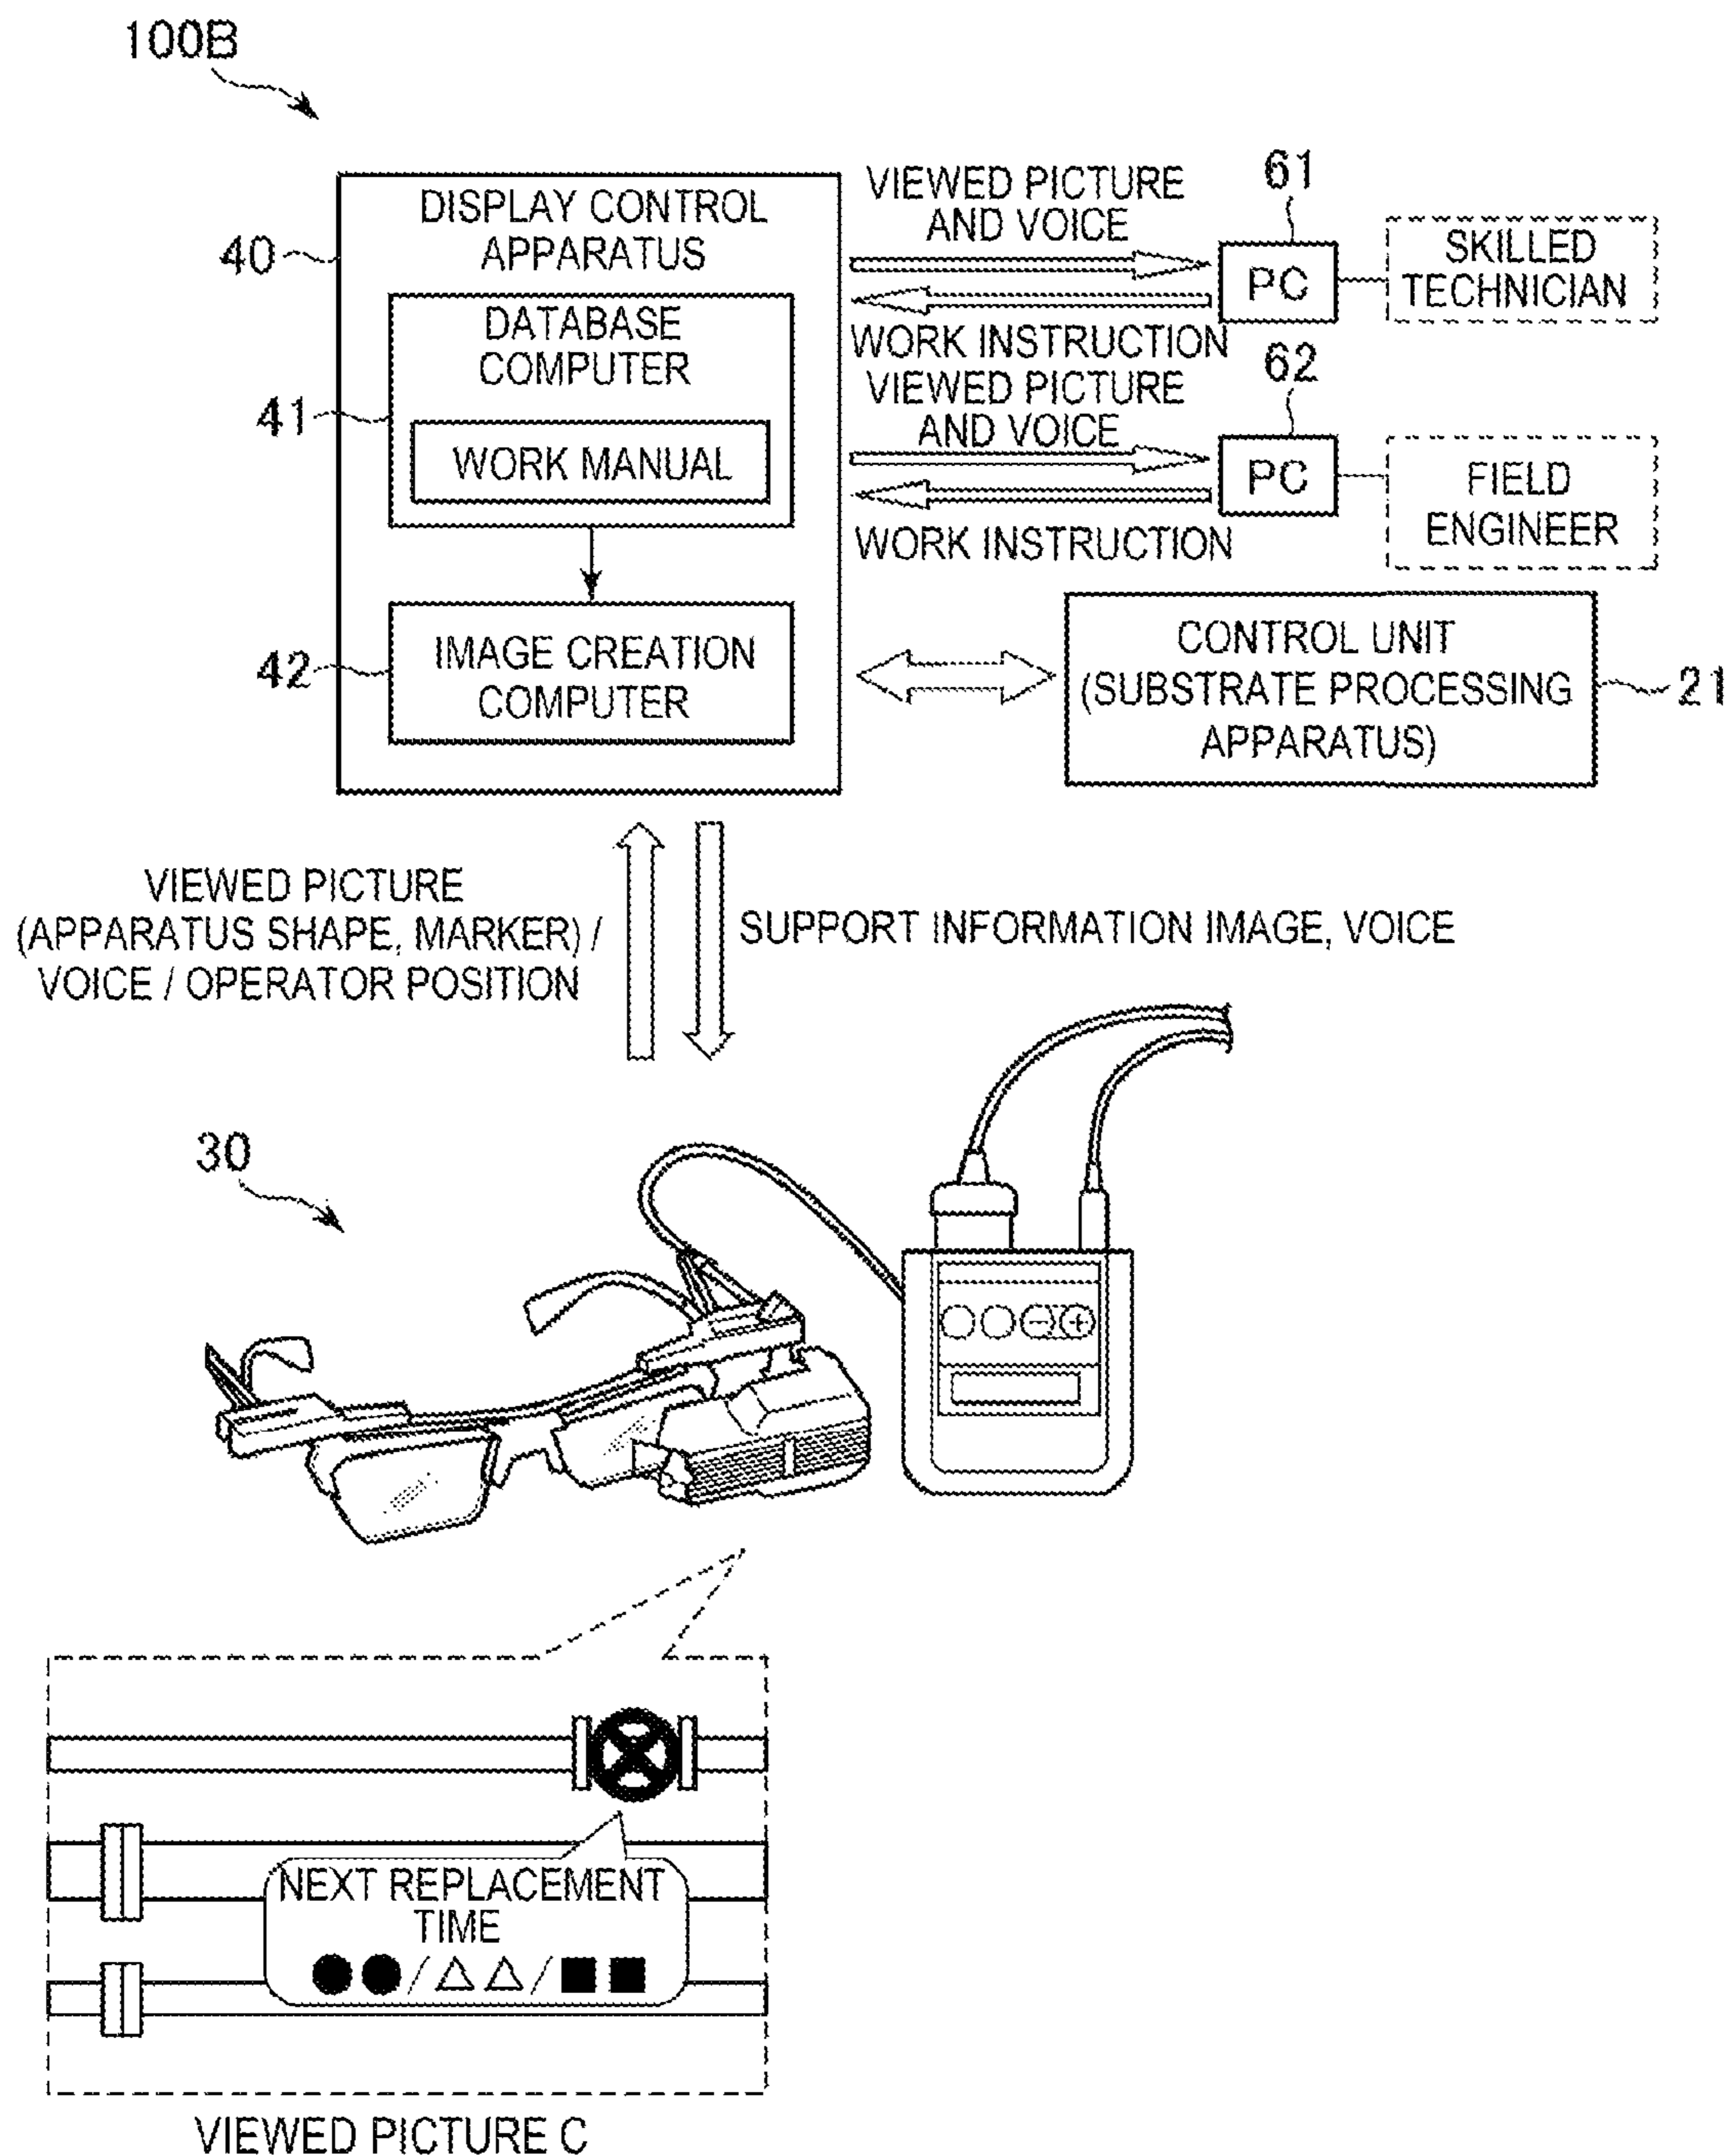 100B
DISPLAY CONTROL
APPARATUS
40
DATABASE
COMPUTER
41
WORK MANUAL
IMAGE CREATION
COMPUTER
42
VIEWED PICTURE
AND VOICE
61
PC
SKILLED
TECHNICIAN
WORK INSTRUCTION
VIEWED PICTURE
AND VOICE
62
PC
FIELD
ENGINEER
WORK INSTRUCTION
CONTROL UNIT
(SUBSTRATE PROCESSING
APPARATUS)
21
VIEWED PICTURE
(APPARATUS SHAPE, MARKER) /
VOICE / OPERATOR POSITION
SUPPORT INFORMATION IMAGE, VOICE
30
NEXT REPLACEMENT
TIME
●●/△△/■■
VIEWED PICTURE C